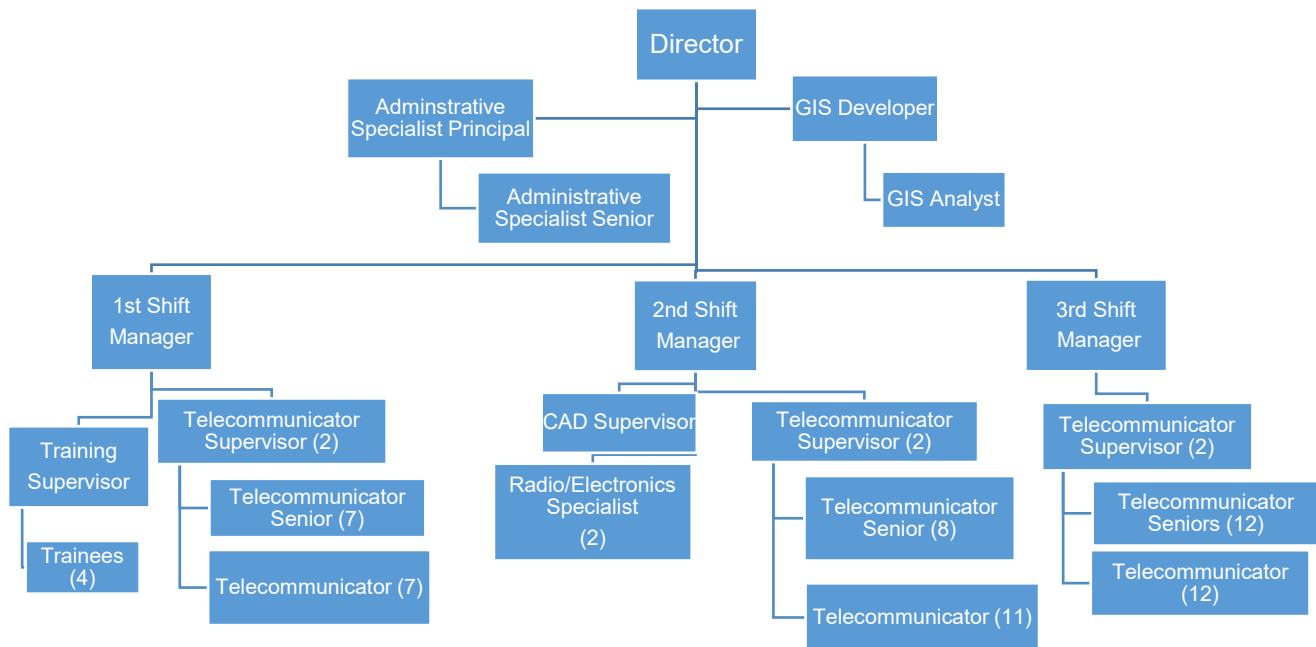 Director
Adminstrative
Specialist Principal
GIS Developer
Administrative
Specialist Senior
GIS Analyst
1st Shift
Manager
2nd Shift
Manager
3rd Shift
Manager
Training
Supervisor
Telecommunicator
Supervisor (2)
CAD Supervisor
Telecommunicator
Supervisor (2)
Telecommunicator
Supervisor (2)
Trainees
(4)
Telecommunicator
Senior (7)
Telecommunicator (7)
Radio/Electronics
Specialist
(2)
Telecommunicator
Senior (8)
Telecommunicator (11)
Telecommunicator
Seniors (12)
Telecommunicator
(12)